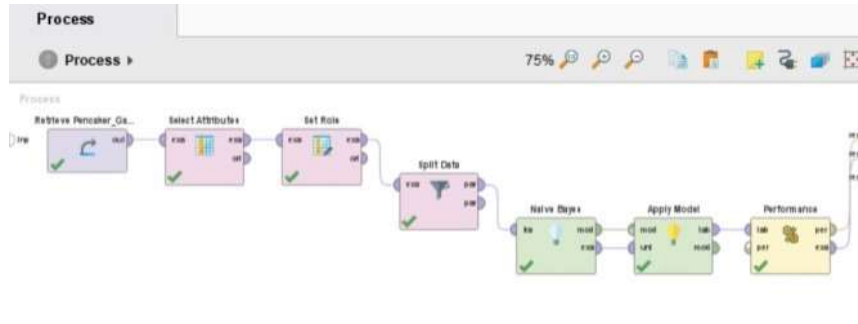 Process
Process
75%
Process
Retrieve Pencaker_Ga...
Select Attributes
Set Role
Split Data
Naive Bayes
Apply Model
Performance
inp
out
exa
exa
ori
exa
exa
ori
exa
par
par
tra
mod
exa
mod
lab
unl
mod
lab
per
per
exa